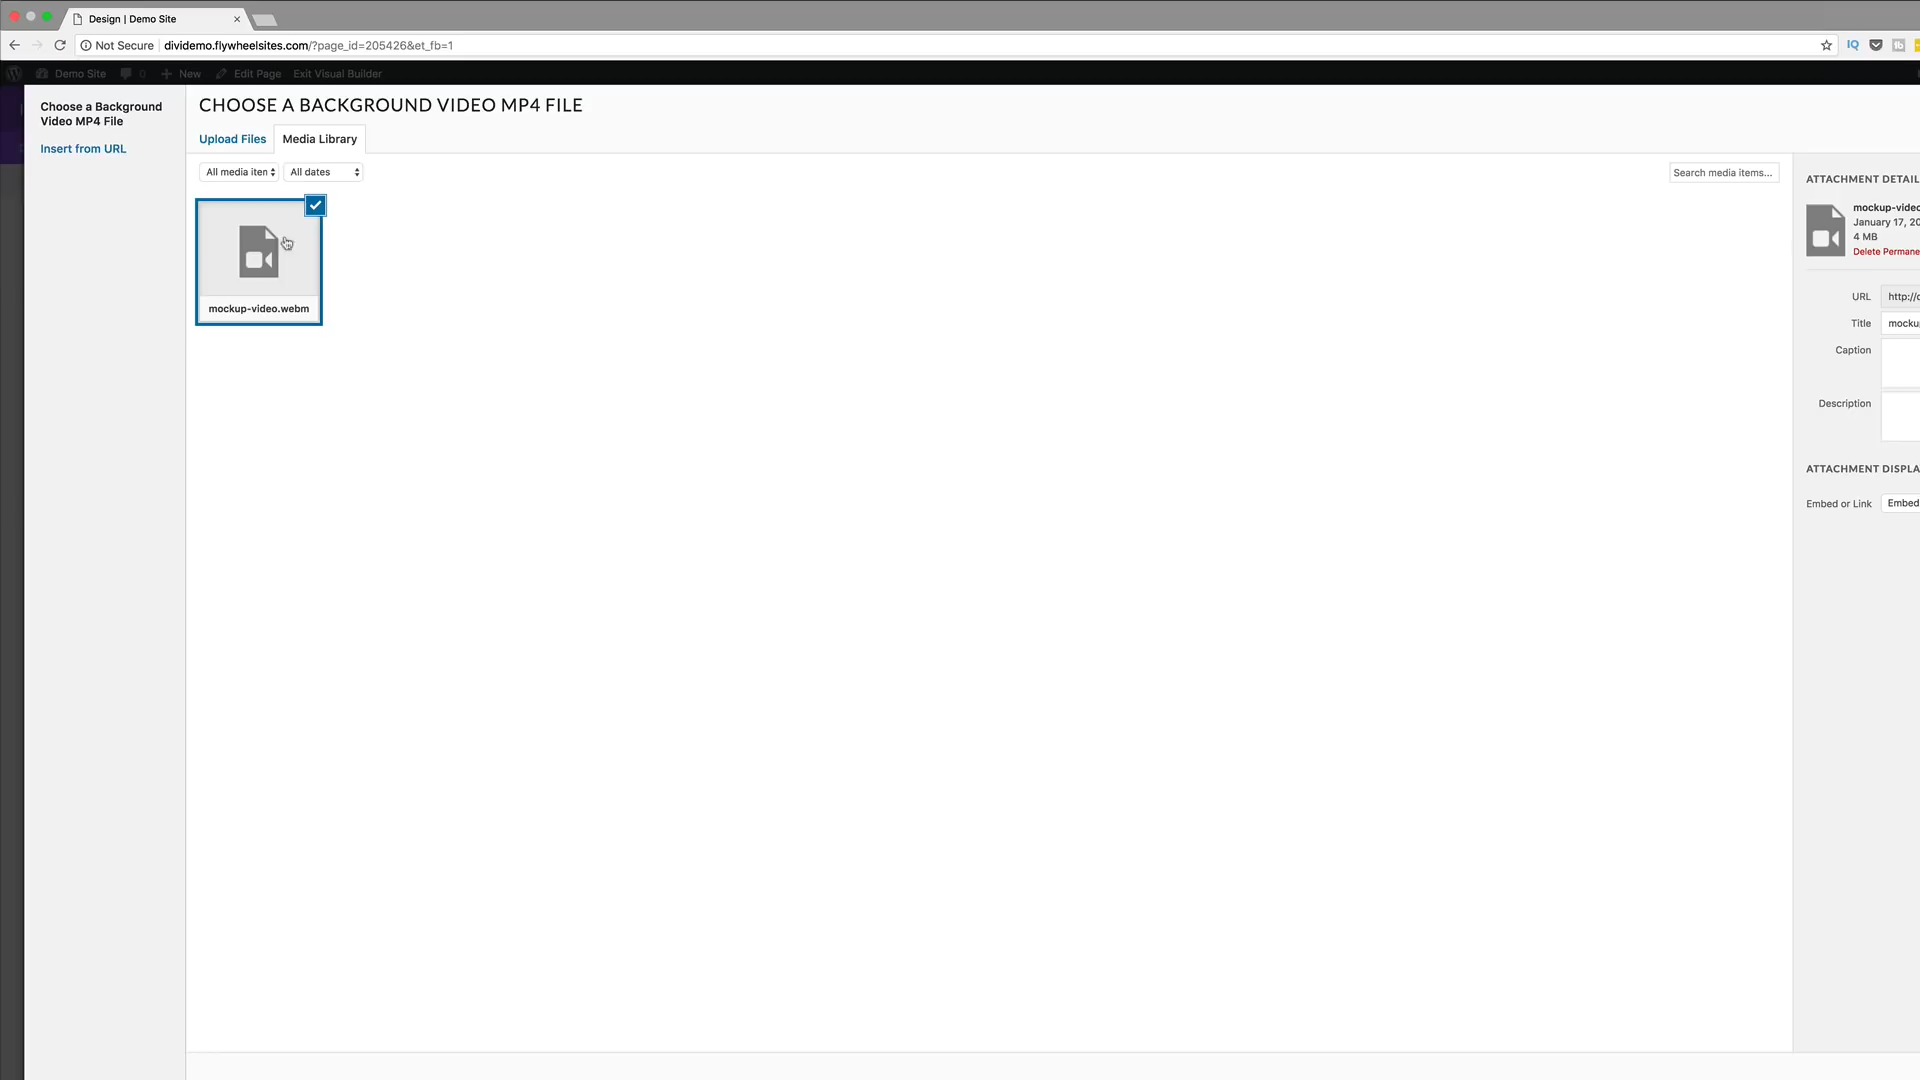 Design | Demo Site
Not Secure dividemo.flywheelsites.com/?page_id=205426&et_fb=1
IQ
Demo Site 0 New Edit Page Exit Visual Builder
Choose a Background
Video MP4 File
Insert from URL
CHOOSE A BACKGROUND VIDEO MP4 FILE
Upload Files Media Library
All media iten All dates
Search media items...
mockup-video.webm
ATTACHMENT DETAIL
mockup-video
January 17, 20
4 MB
Delete Permane
URL http://d
Title mocku
Caption
Description
ATTACHMENT DISPLA
Embed or Link Embed